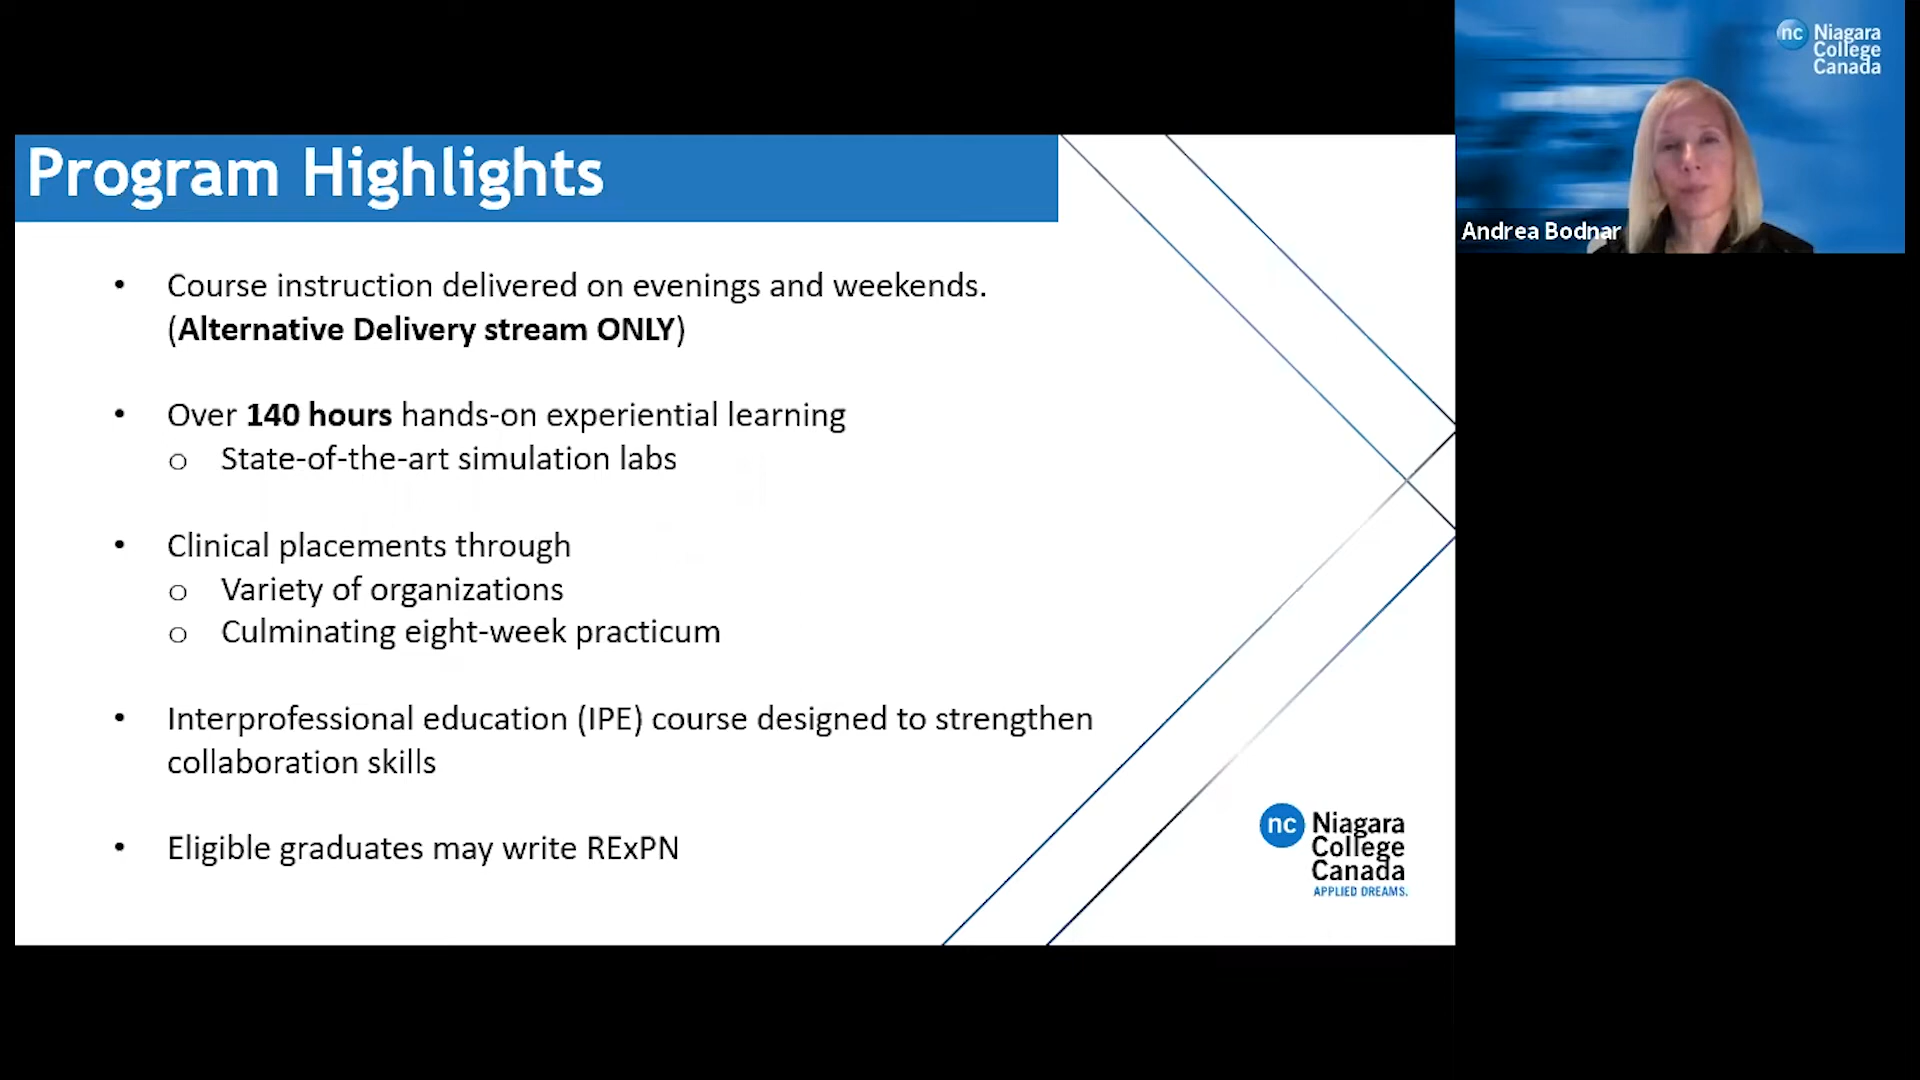 Program Highlights
• Course instruction delivered on evenings and weekends.
(Alternative Delivery stream ONLY)
• Over 140 hours hands-on experiential learning
o State-of-the-art simulation labs
• Clinical placements through
o Variety of organizations
o Culminating eight-week practicum
• Interprofessional education (IPE) course designed to strengthen
collaboration skills
• Eligible graduates may write RExPN
nc Niagara
College
Canada
APPLIED DREAMS.
nc Niagara
College
Canada
Andrea Bodnar